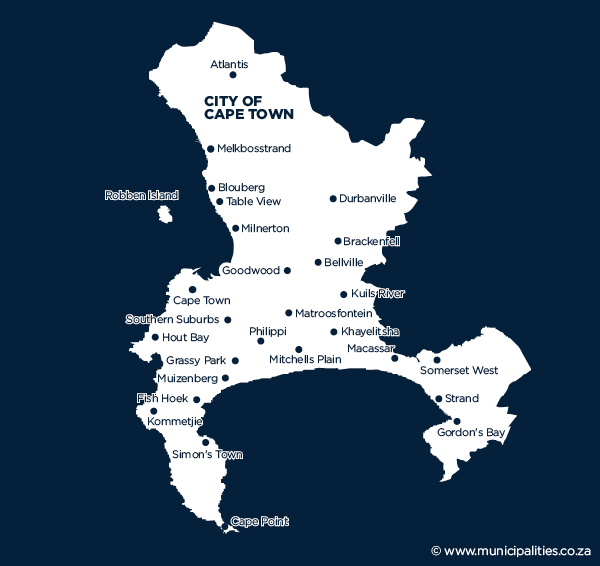 Atlantis
CITY OF
CAPE TOWN
Melkbosstrand
Blouberg
Robben Island
Table View
Durbanville
Milnerton
Brackenfell
Bellville
Goodwood
Kuils River
Cape Town
Matroosfontein
Southern Suburbs
Philippi
Khayelitsha
Hout Bay
Macassar
Grassy Park
Mitchells Plain
Somerset West
Muizenberg
Fish Hoek
Strand
Kommetjie
Gordon's Bay
Simon's Town
Cape Point
© www.municipalities.co.za